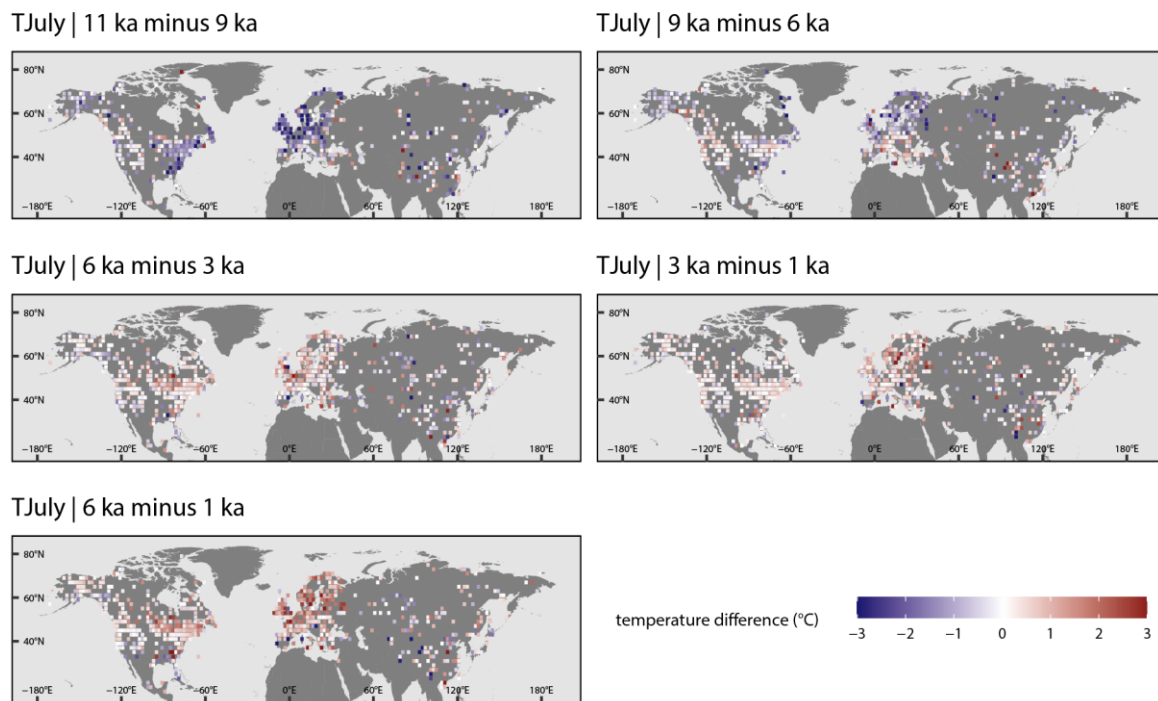 TJuly | 11 ka minus 9 ka
TJuly | 9 ka minus 6 ka
80°N
60°N
40°N
−180°E −120°E −60°E 0°E 60°E 120°E 180°E
80°N
60°N
40°N
−180°E −120°E −60°E 0°E 60°E 120°E 180°E
TJuly | 6 ka minus 3 ka
TJuly | 3 ka minus 1 ka
80°N
60°N
40°N
−180°E −120°E −60°E 0°E 60°E 120°E 180°E
80°N
60°N
40°N
−180°E −120°E −60°E 0°E 60°E 120°E 180°E
TJuly | 6 ka minus 1 ka
80°N
60°N
40°N
−180°E −120°E −60°E 0°E 60°E 120°E 180°E
temperature difference (°C)
−3 −2 −1 0 1 2 3